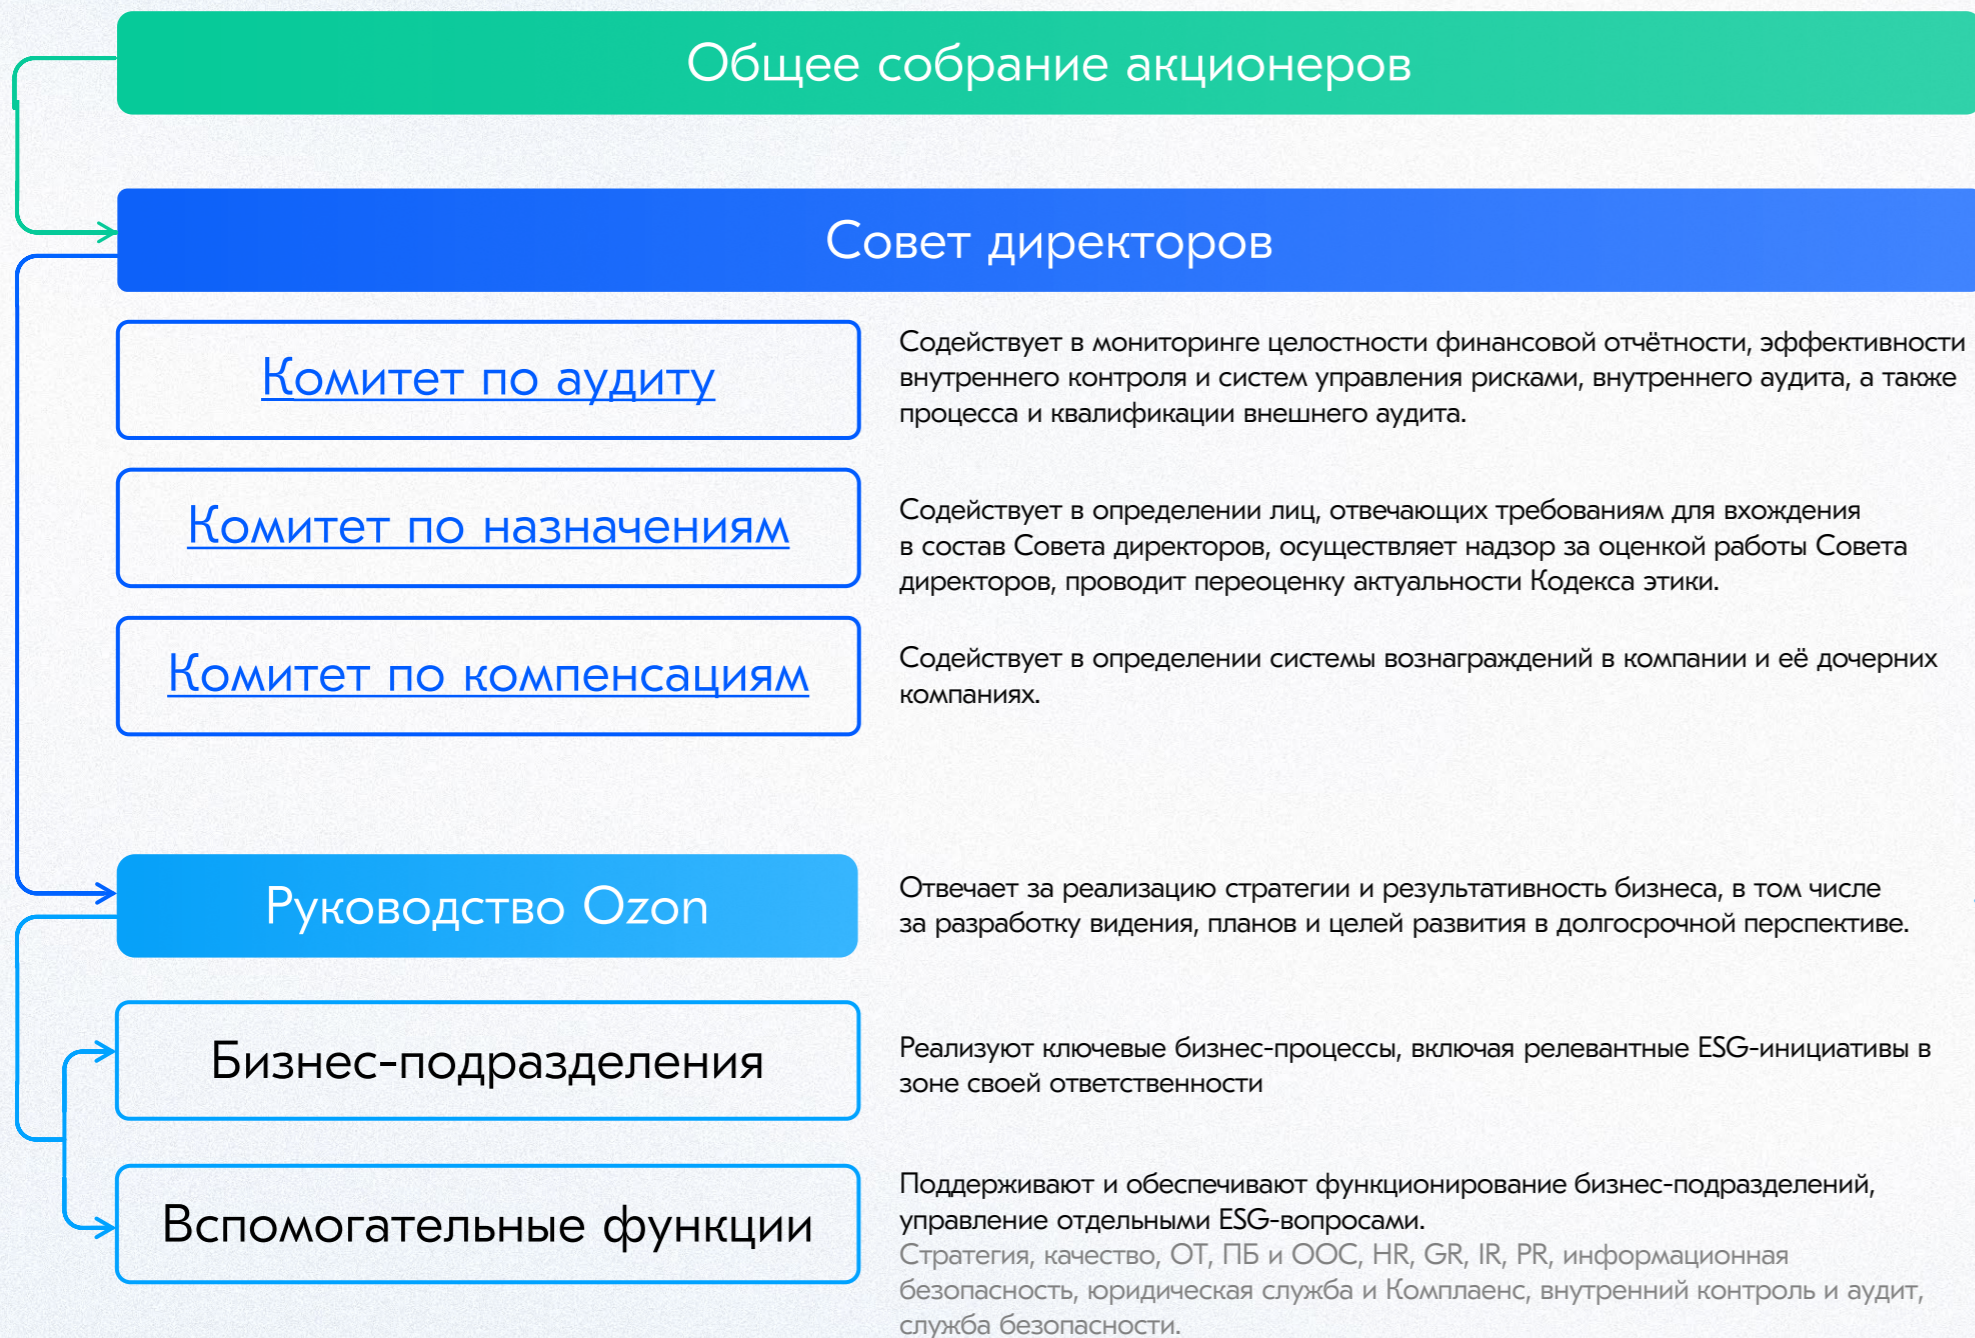 Общее собрание акционеров
Совет директоров
Комитет по аудиту
Содействует в мониторинге целостности финансовой отчётности, эффективности
внутреннего контроля и систем управления рисками, внутреннего аудита, а также
процесса и квалификации внешнего аудита.
Комитет по назначениям
Содействует в определении лиц, отвечающих требованиям для вхождения
в состав Совета директоров, осуществляет надзор за оценкой работы Совета
директоров, проводит переоценку актуальности Кодекса этики.
Комитет по компенсациям
Содействует в определении системы вознаграждений в компании и её дочерних
компаниях.
Руководство Ozon
Отвечает за реализацию стратегии и результативность бизнеса, в том числе
за разработку видения, планов и целей развития в долгосрочной перспективе.
Бизнес-подразделения
Реализуют ключевые бизнес-процессы, включая релевантные ESG-инициативы в
зоне своей ответственности
Вспомогательные функции
Поддерживают и обеспечивают функционирование бизнес-подразделений,
управление отдельными ESG-вопросами.
Стратегия, качество, ОТ, ПБ и ООС, HR, GR, IR, PR, информационная
безопасность, юридическая служба и Комплаенс, внутренний контроль и аудит,
служба безопасности.